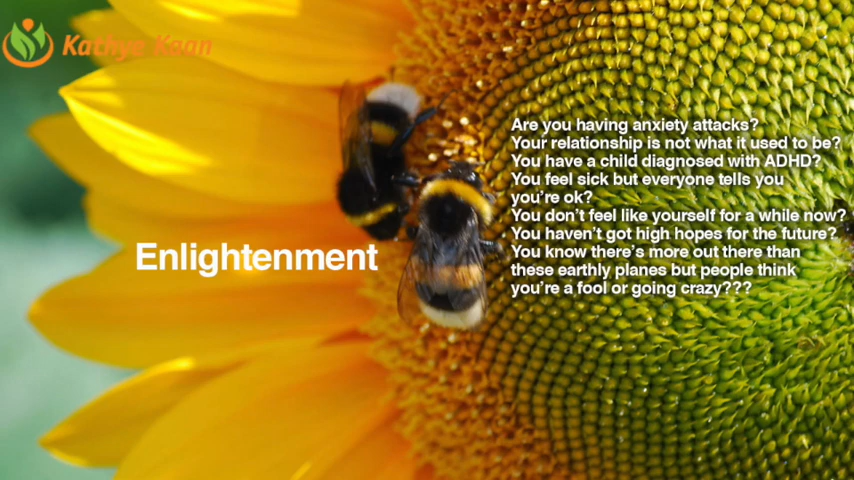 Kathye Kaan
Enlightenment
Are you having anxiety attacks?
Your relationship is not what it used to be?
You have a child diagnosed with ADHD?
You feel sick but everyone tells you
you're ok?
You don't feel like yourself for a while now?
You haven't got high hopes for the future?
You know there's more out there than
these earthly planes but people think
you're a fool or going crazy???